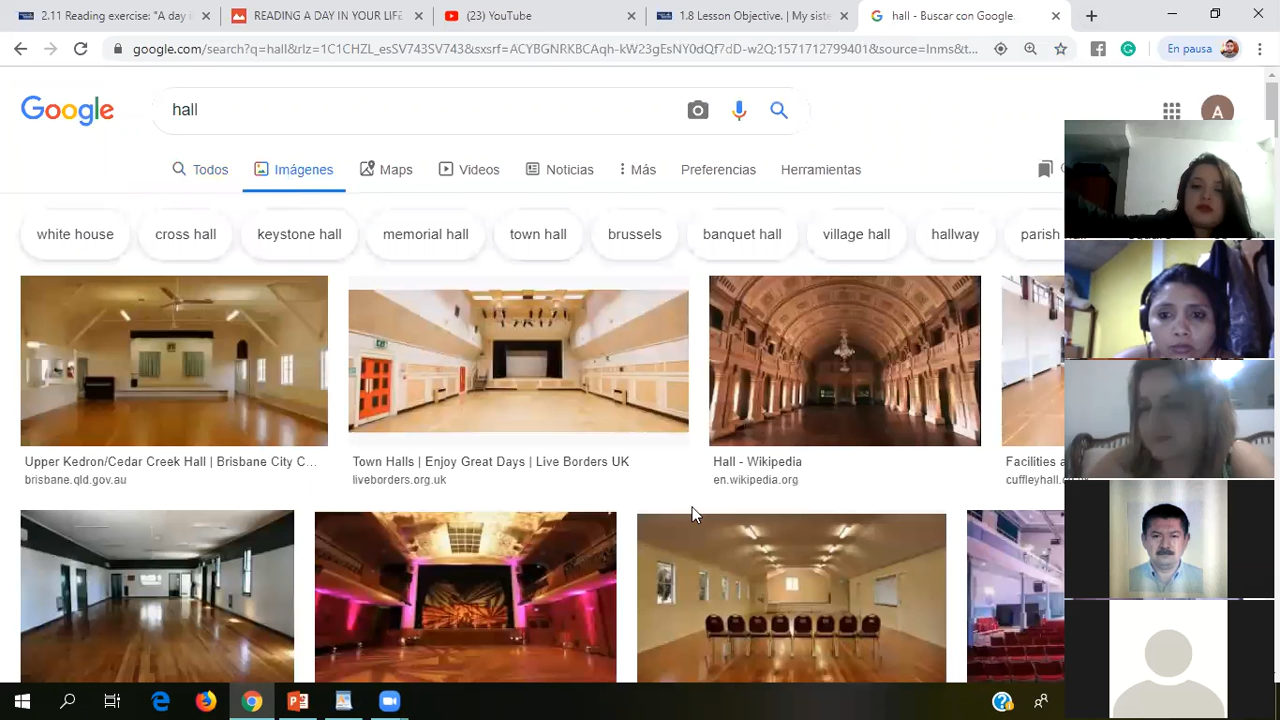 2.11 Reading exercise: "A day in
READING A DAY IN YOUR LIFE
(23) YouTube
1.8 Lesson Objective. | My siste
hall - Buscar con Google
google.com/search?q=hall&rlz=1C1CHZL_esSV743SV743&sxsrf=ACYBGNRKBCAqh-kW23gEsNY0dQf7dD-w2Q:1571712799401&source=lnms&t...
En pausa
Google
hall
A
Todos
Imágenes
Maps
Videos
Noticias
Más
Preferencias
Herramientas
white house
cross hall
keystone hall
memorial hall
town hall
brussels
banquet hall
village hall
hallway
parish
Upper Kedron/Cedar Creek Hall | Brisbane City C...
brisbane.qld.gov.au
Town Halls | Enjoy Great Days | Live Borders UK
liveborders.org.uk
Hall - Wikipedia
en.wikipedia.org
Facilities a
cuffleyhall.c